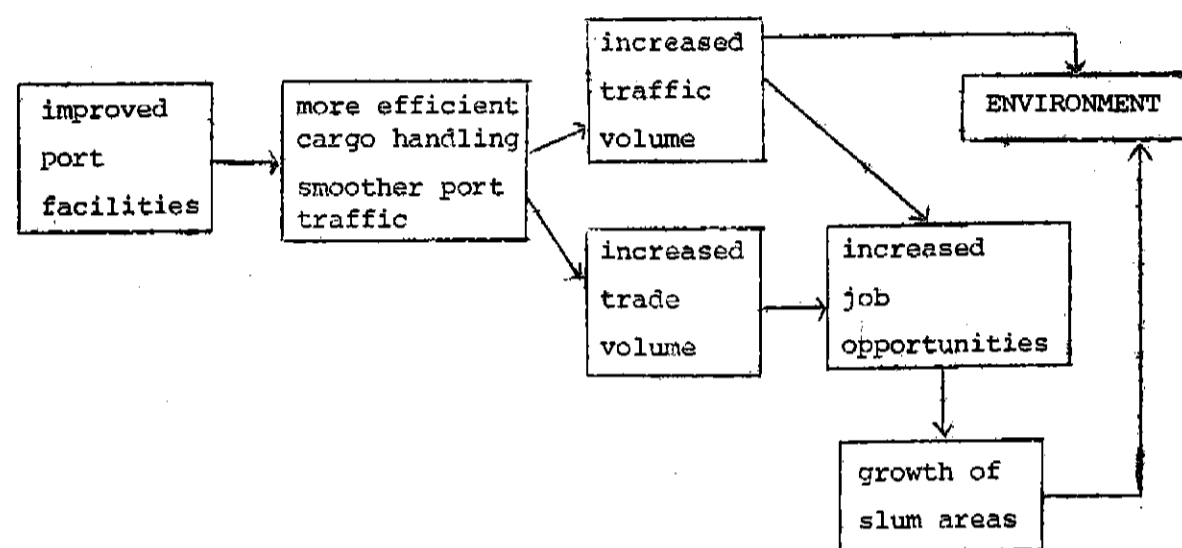 improved
port
facilities
more efficient
cargo handling
smoother port
traffic
increased
traffic
volume
increased
trade
volume
ENVIRONMENT
increased
job
opportunities
growth of
slum areas